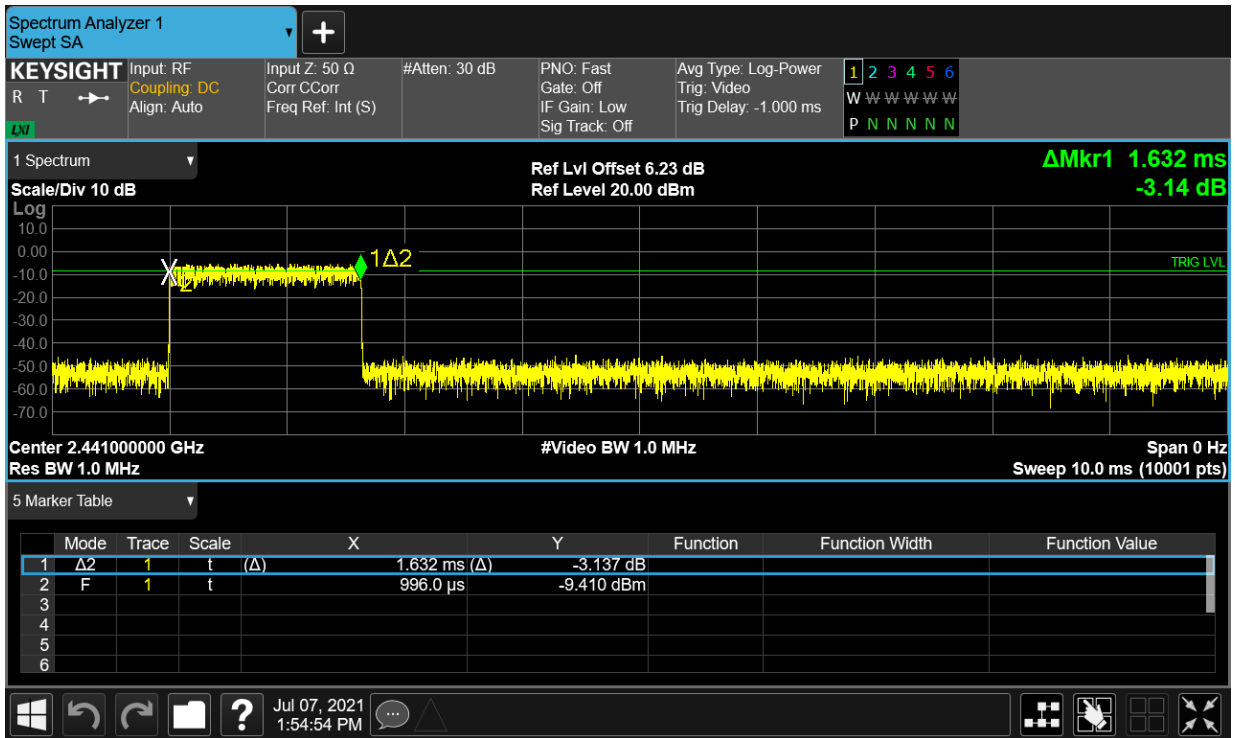 Spectrum Analyzer 1
Swept SA
KEYSIGHT
R T
LXI
Input: RF
Coupling: DC
Align: Auto
Input Z: 50 Ω
Corr CCorr
Freq Ref: Int (S)
#Atten: 30 dB
PNO: Fast
Gate: Off
IF Gain: Low
Sig Track: Off
Avg Type: Log-Power
Trig: Video
Trig Delay: -1.000 ms
1 2 3 4 5 6
W W W W W W
P N N N N N
1 Spectrum
Scale/Div 10 dB
Ref Lvl Offset 6.23 dB
Ref Level 20.00 dBm
ΔMkr1 1.632 ms
-3.14 dB
Log
10.0
0.00
-10.0
-20.0
-30.0
-40.0
-50.0
-60.0
-70.0
1Δ2
2
TRIG LVL
Center 2.441000000 GHz
Res BW 1.0 MHz
#Video BW 1.0 MHz
Span 0 Hz
Sweep 10.0 ms (10001 pts)
5 Marker Table
Mode Trace Scale X Y Function Function Width Function Value
1 Δ2 1 t (Δ) 1.632 ms (Δ) -3.137 dB
2 F 1 t 996.0 µs -9.410 dBm
3
4
5
6
?
Jul 07, 2021
1:54:54 PM